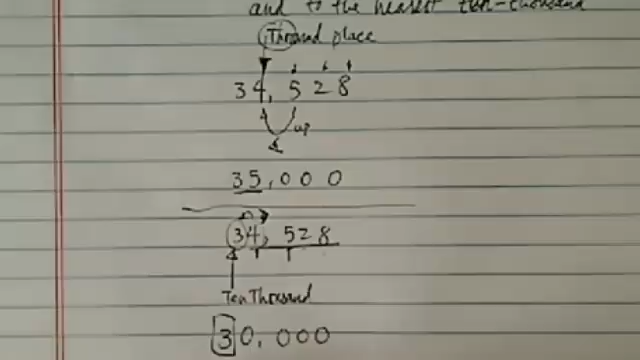 and to the nearest ten-thousand
Thousand place
34,528
up
35,000
34,528
Ten Thousand
30,000